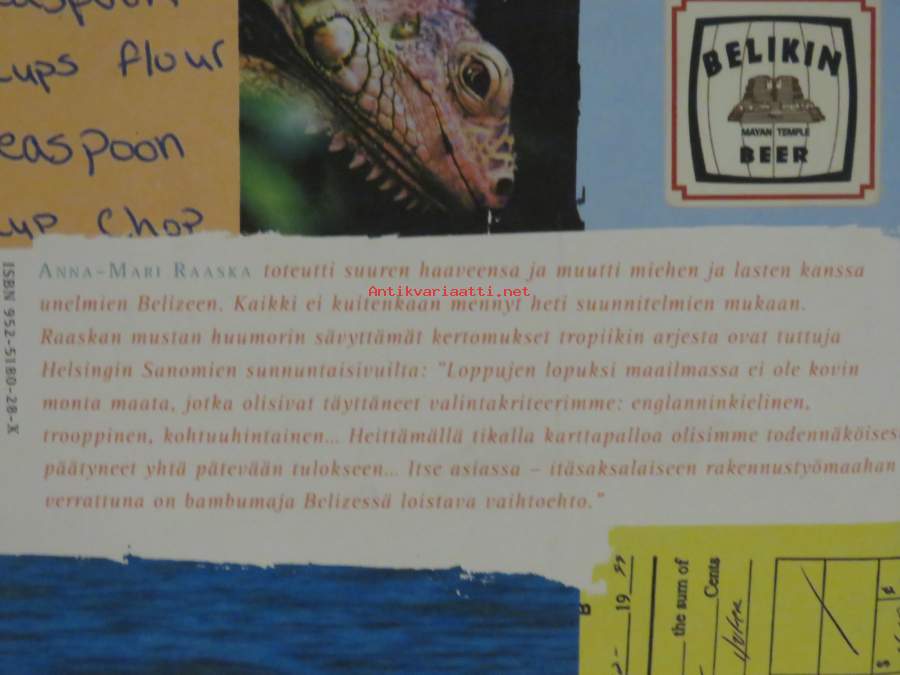 easpoon
cups flour
easpoon
cup Chop
BELIKIN
MAYAN TEMPLE
BEER
ISBN 952-5180-28-X
ANNA-MARI RAASKA toteutti suuren haaveensa ja muutti miehen ja lasten kanssa
Antikvariaatti.net
unelmien Belizeen. Kaikki ei kuitenkaan mennyt heti suunnitelmien mukaan.
Raaskan mustan huumorin sävyttämät kertomukset tropiikin arjesta ovat tuttuja
Helsingin Sanomien sunnuntaisivuilta: "Loppujen lopuksi maailmassa ei ole kovin
monta maata, jotka olisivat täyttäneet valintakriteerimme: englanninkielinen,
trooppinen, kohtuuhintainen... Heittämällä tikalla karttapalloa olisimme todennäköises
päätyneet yhtä pätevään tulokseen... Itse asiassa – itäsaksalaiseen rakennustyömaahan
verrattuna on bambumaja Belizessä loistava vaihtoehto."
19
the sum of
Cents
$
¢